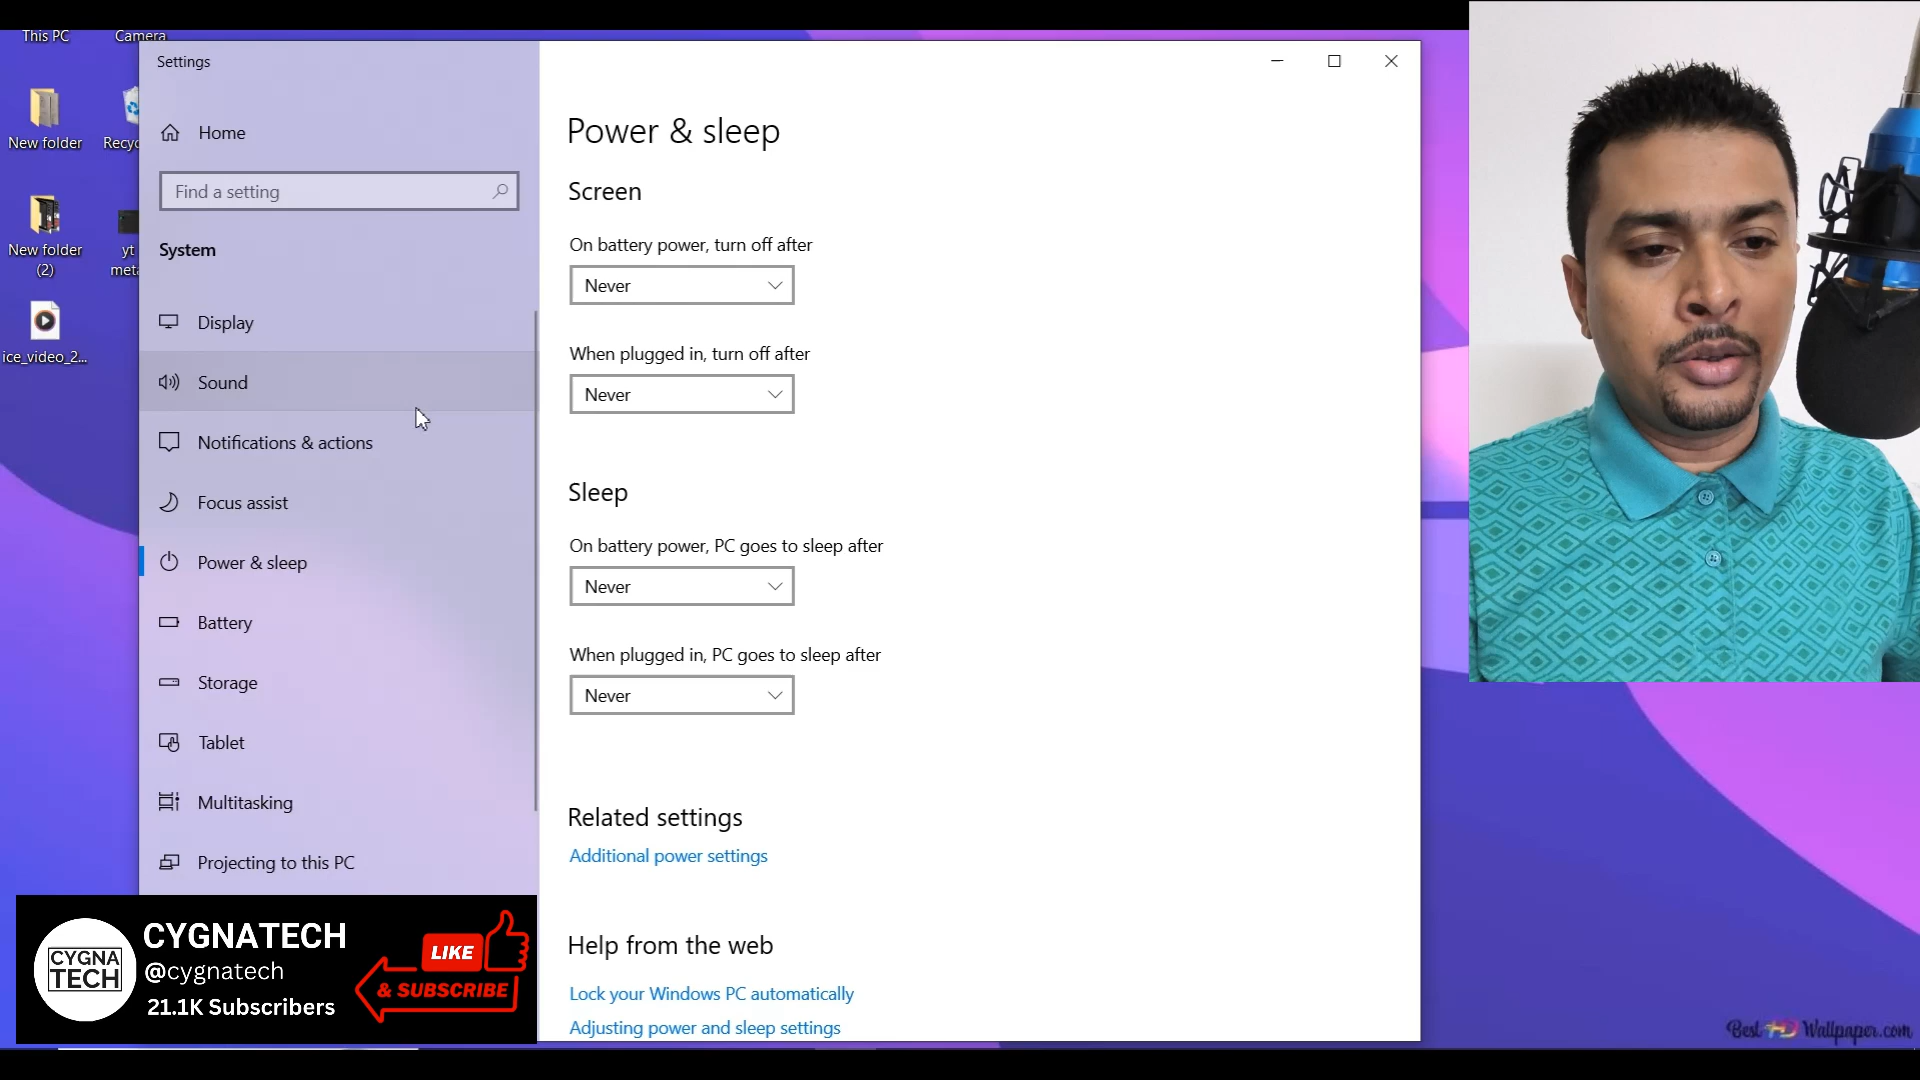 This PC
Camera
New folder
Recyc
New folder
(2)
yt
meta
ice_video_2...
Settings
Home
Find a setting
System
Display
Sound
Notifications & actions
Focus assist
Power & sleep
Battery
Storage
Tablet
Multitasking
Projecting to this PC
Power & sleep
Screen
On battery power, turn off after
Never
When plugged in, turn off after
Never
Sleep
On battery power, PC goes to sleep after
Never
When plugged in, PC goes to sleep after
Never
Related settings
Additional power settings
Help from the web
Lock your Windows PC automatically
Adjusting power and sleep settings
CYGNA
TECH
CYGNATECH
@cygnatech
21.1K Subscribers
LIKE
& SUBSCRIBE
Best HD Wallpaper.com